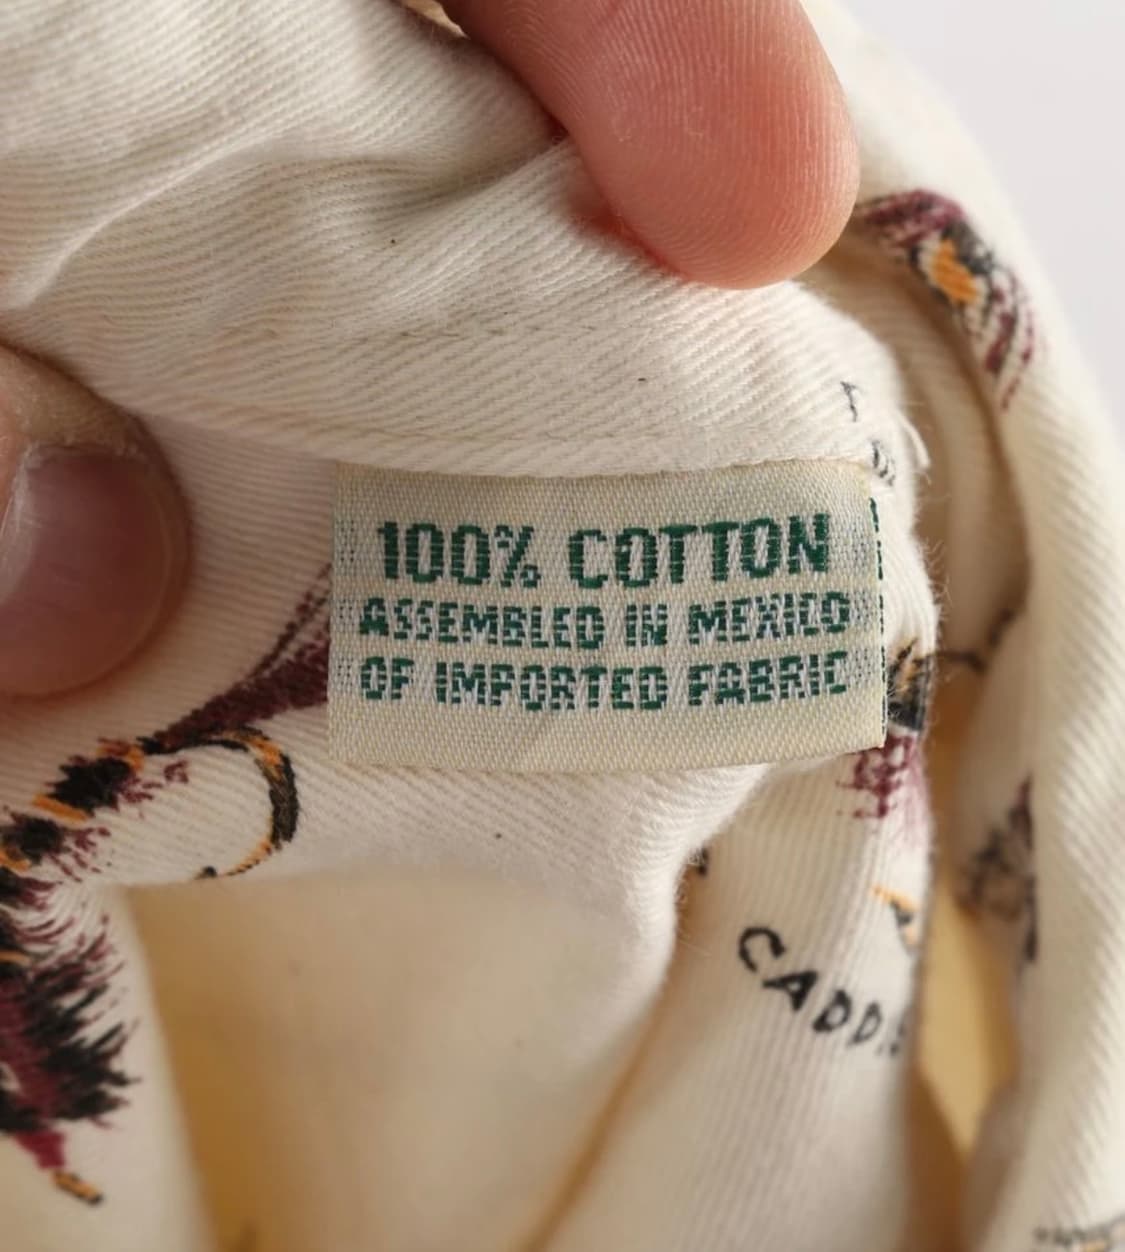 100% COTTON
ASSEMBLED IN MEXICO
OF IMPORTED FABRIC